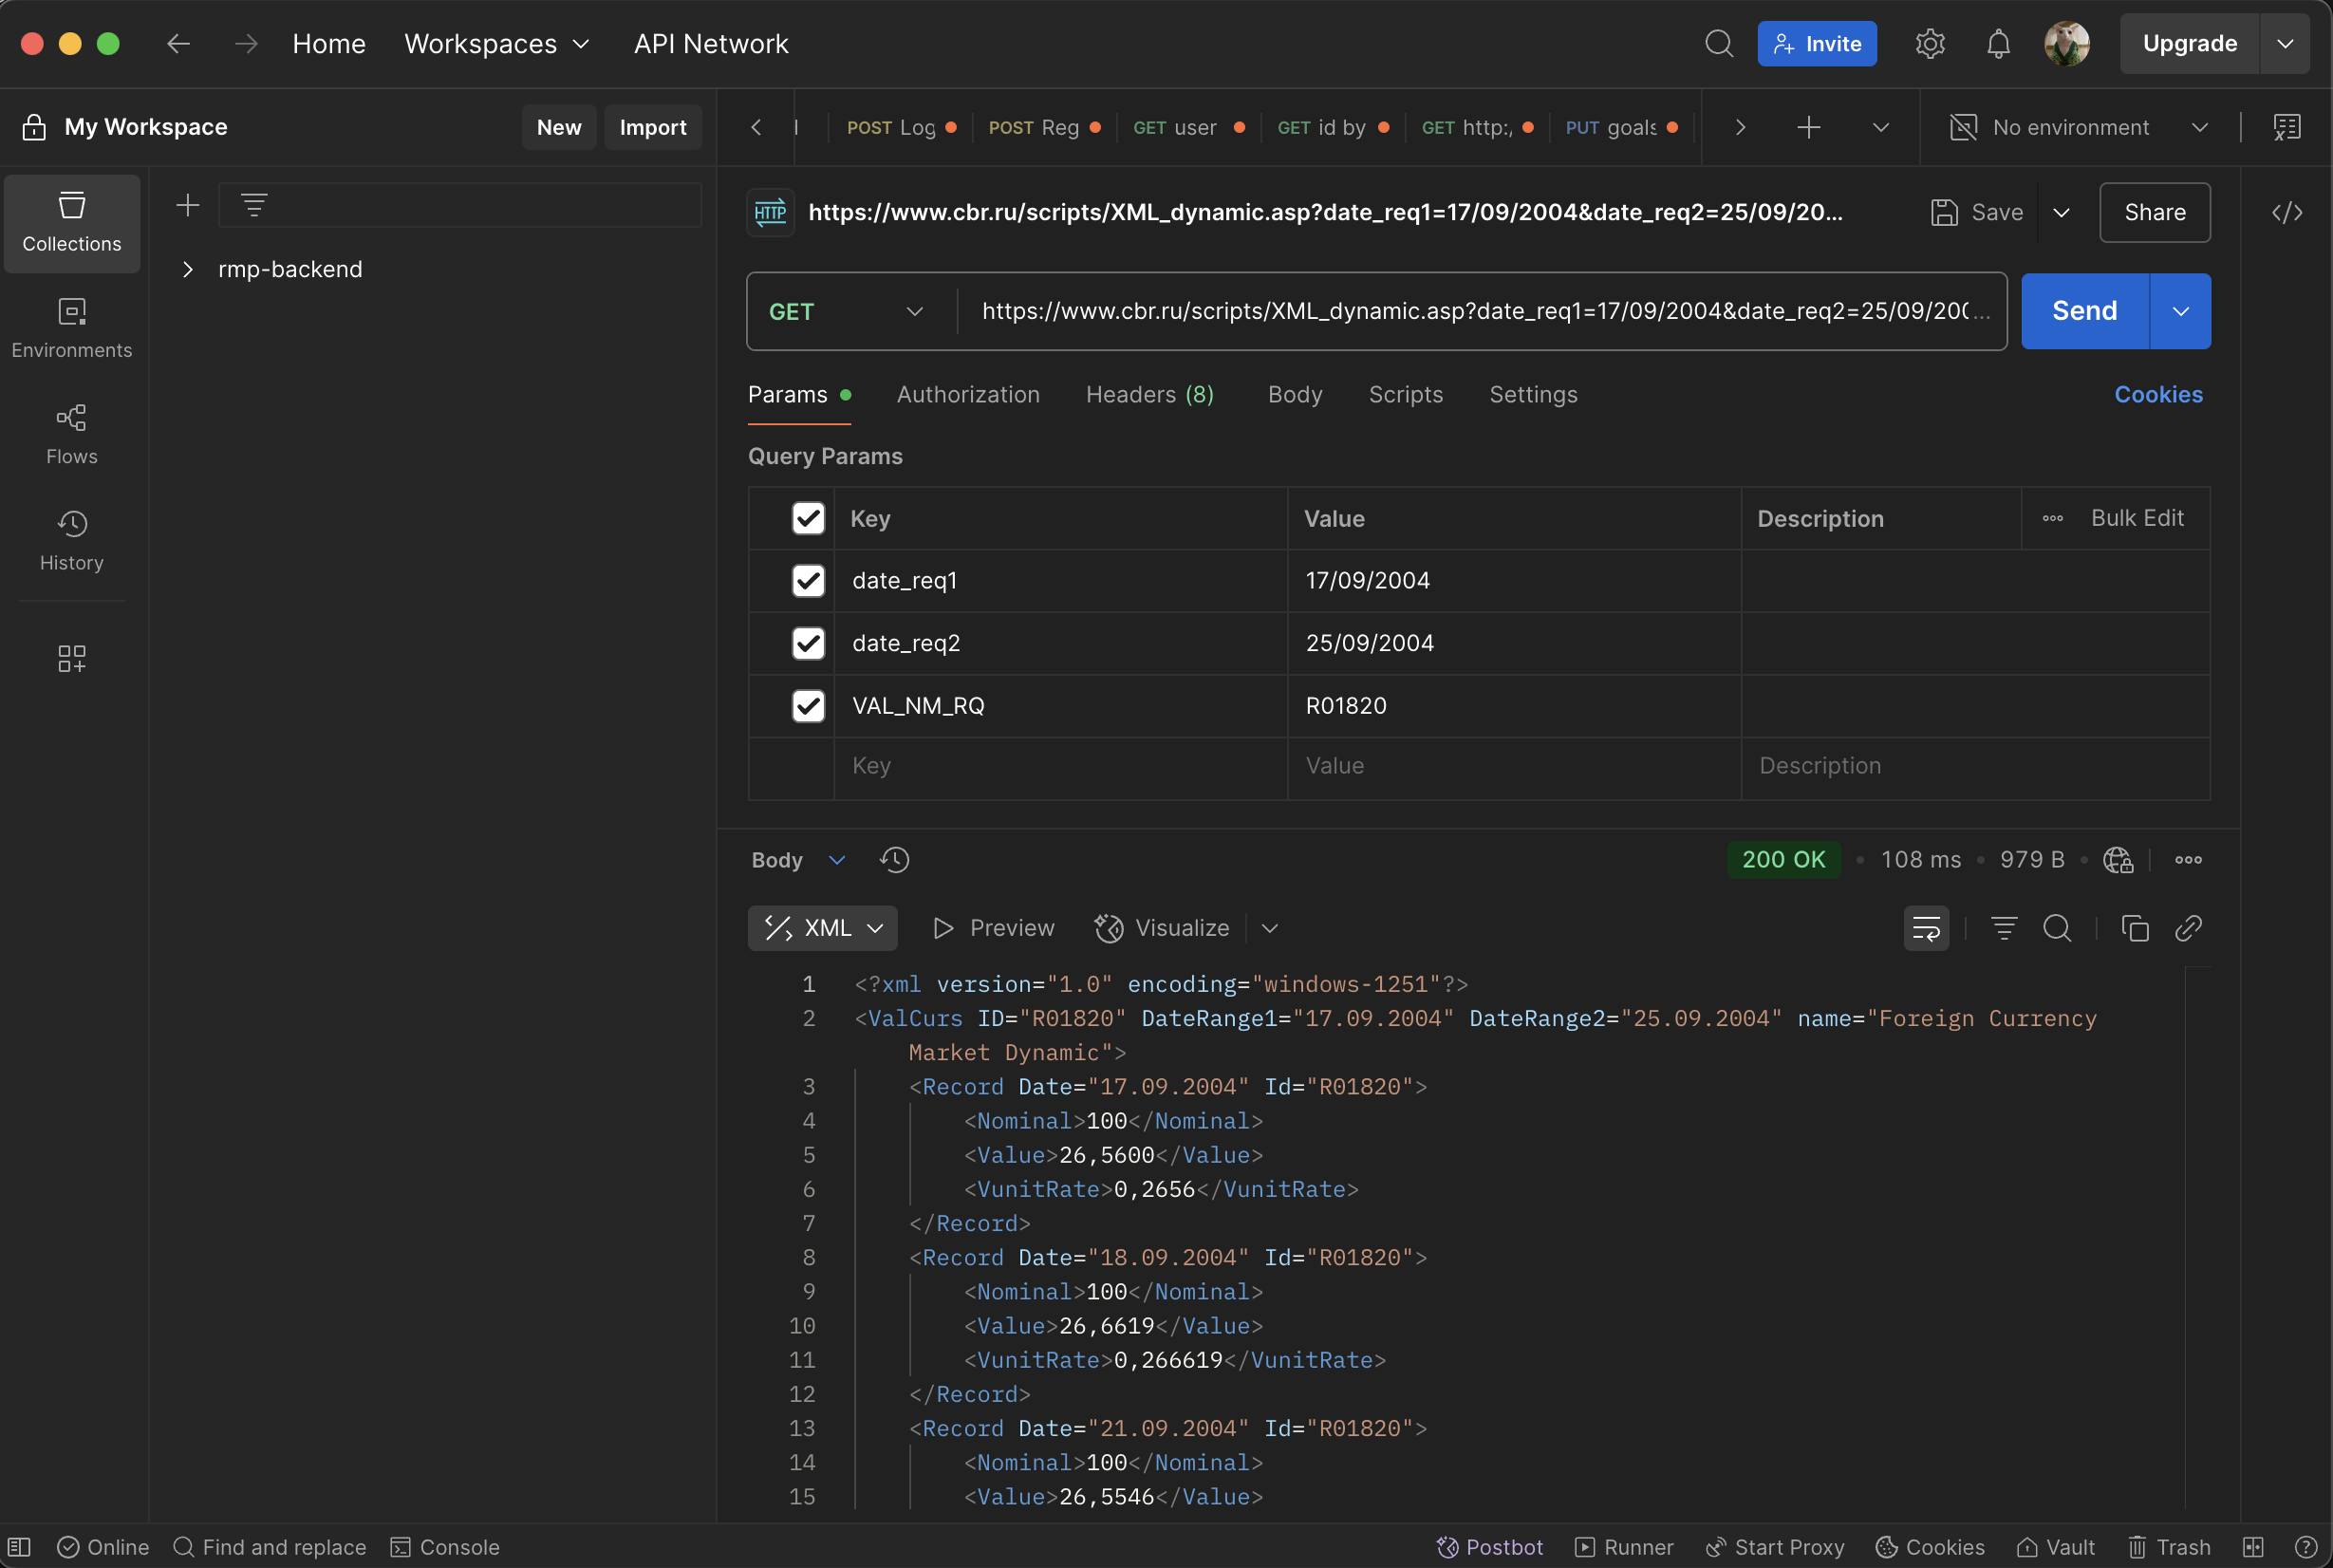 Home Workspaces API Network Invite Upgrade
My Workspace New Import POST Log POST Reg GET user GET id by GET http:/ PUT goals No environment
Collections
Environments
Flows
History
rmp-backend
HTTP https://www.cbr.ru/scripts/XML_dynamic.asp?date_req1=17/09/2004&date_req2=25/09/20... Save Share
GET https://www.cbr.ru/scripts/XML_dynamic.asp?date_req1=17/09/2004&date_req2=25/09/200... Send
Params Authorization Headers (8) Body Scripts Settings Cookies
Query Params
Key Value Description Bulk Edit
date_req1 17/09/2004
date_req2 25/09/2004
VAL_NM_RQ R01820
Key Value Description
Body 200 OK 108 ms 979 B
XML Preview Visualize
1 <?xml version="1.0" encoding="windows-1251"?>
2 <ValCurs ID="R01820" DateRange1="17.09.2004" DateRange2="25.09.2004" name="Foreign Currency
Market Dynamic">
3 <Record Date="17.09.2004" Id="R01820">
4 <Nominal>100</Nominal>
5 <Value>26,5600</Value>
6 <VunitRate>0,2656</VunitRate>
7 </Record>
8 <Record Date="18.09.2004" Id="R01820">
9 <Nominal>100</Nominal>
10 <Value>26,6619</Value>
11 <VunitRate>0,266619</VunitRate>
12 </Record>
13 <Record Date="21.09.2004" Id="R01820">
14 <Nominal>100</Nominal>
15 <Value>26,5546</Value>
Online Find and replace Console Postbot Runner Start Proxy Cookies Vault Trash